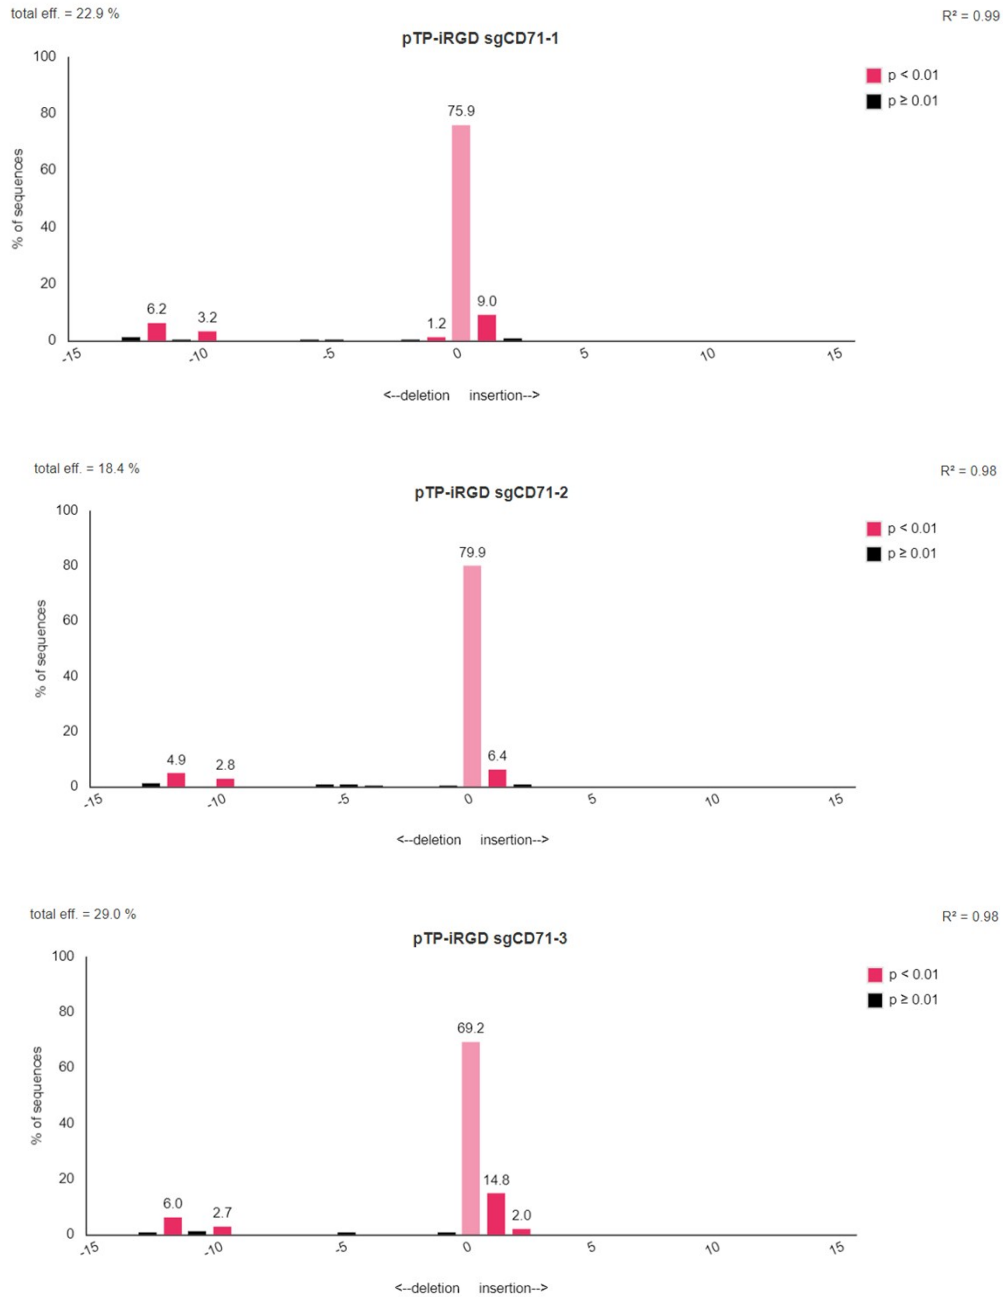 total eff. = 22.9 %
R² = 0.99
pTP-iRGD sgCD71-1
p < 0.01
p ≥ 0.01
% of sequences
100
80
60
40
20
0
6.2
3.2
1.2
75.9
9.0
-15
-10
-5
0
5
10
15
<--deletion insertion-->
total eff. = 18.4 %
R² = 0.98
pTP-iRGD sgCD71-2
p < 0.01
p ≥ 0.01
% of sequences
100
80
60
40
20
0
4.9
2.8
79.9
6.4
-15
-10
-5
0
5
10
15
<--deletion insertion-->
total eff. = 29.0 %
R² = 0.98
pTP-iRGD sgCD71-3
p < 0.01
p ≥ 0.01
% of sequences
100
80
60
40
20
0
6.0
2.7
69.2
14.8
2.0
-15
-10
-5
0
5
10
15
<--deletion insertion-->